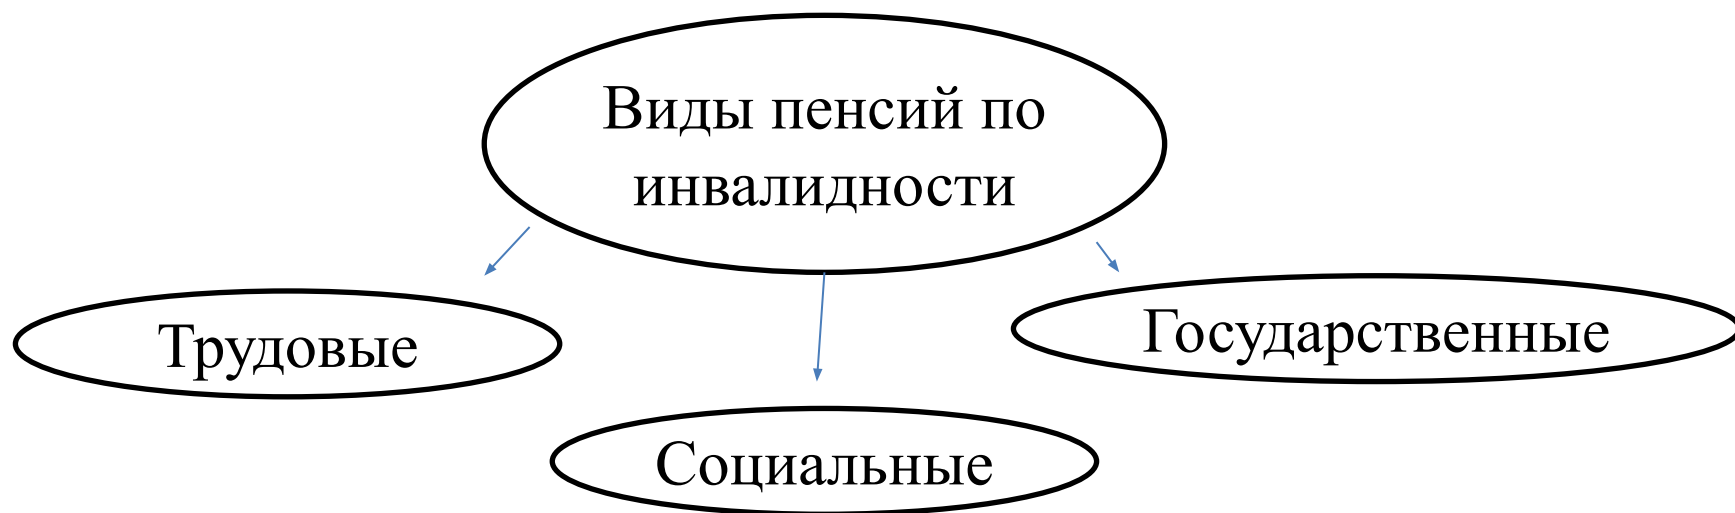 Виды пенсий по
инвалидности
Трудовые
Государственные
Социальные